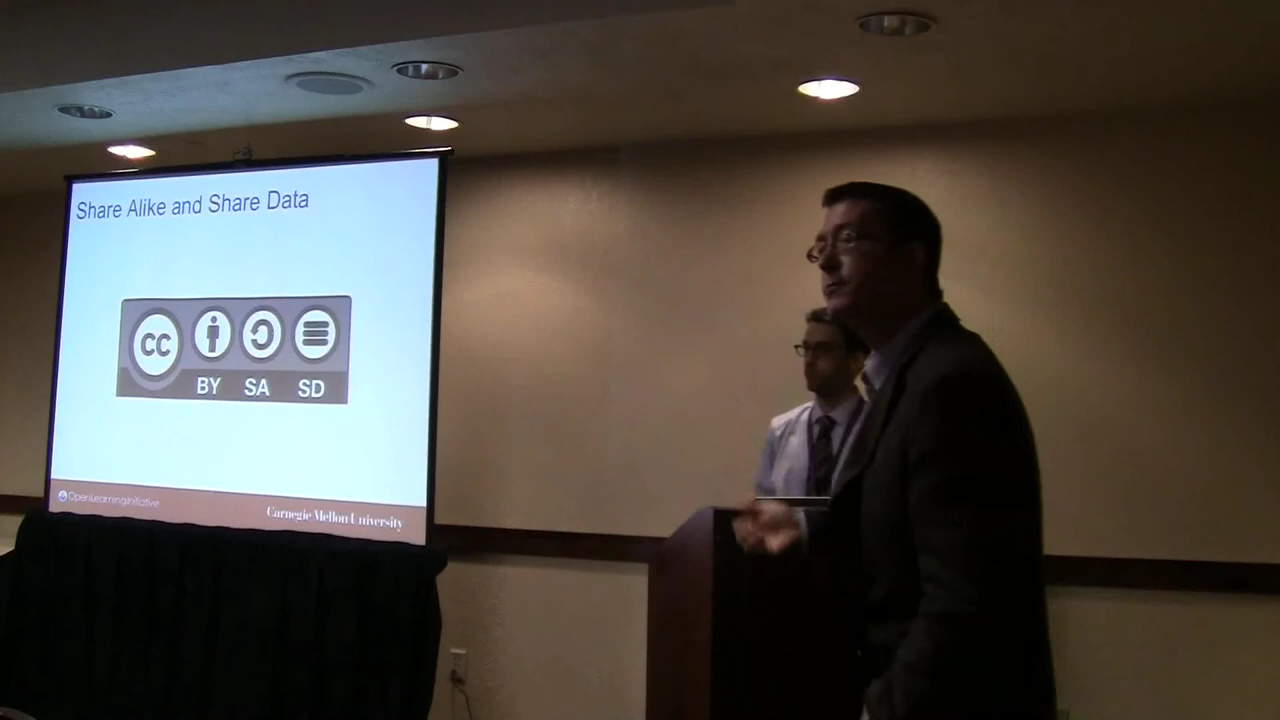 Share Alike and Share Data
CC
BY SA SD
OpenLearningInitiative
Carnegie Mellon University